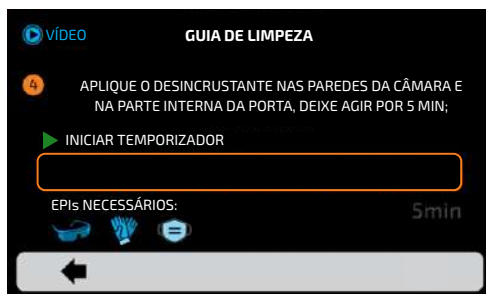 VÍDEO
GUIA DE LIMPEZA
4
APLIQUE O DESINCRUSTANTE NAS PAREDES DA CÂMARA E
NA PARTE INTERNA DA PORTA, DEIXE AGIR POR 5 MIN;
INICIAR TEMPORIZADOR
EPIs NECESSÁRIOS:
5min